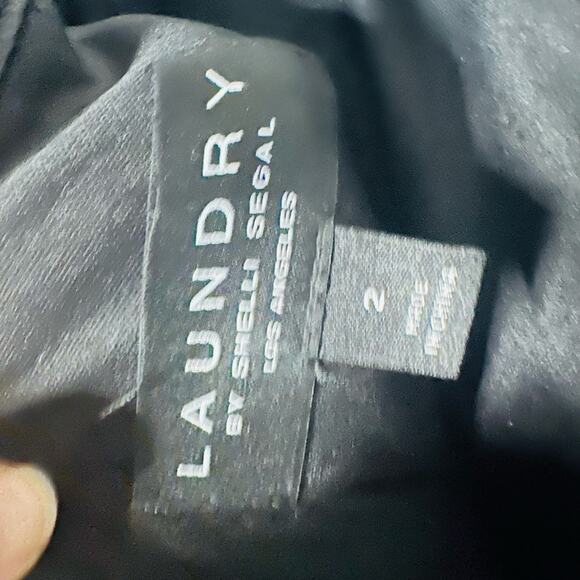 LAUNDRY
BY SHELLI SEGAL
LOS ANGELES
2
MADE
IN CHINA